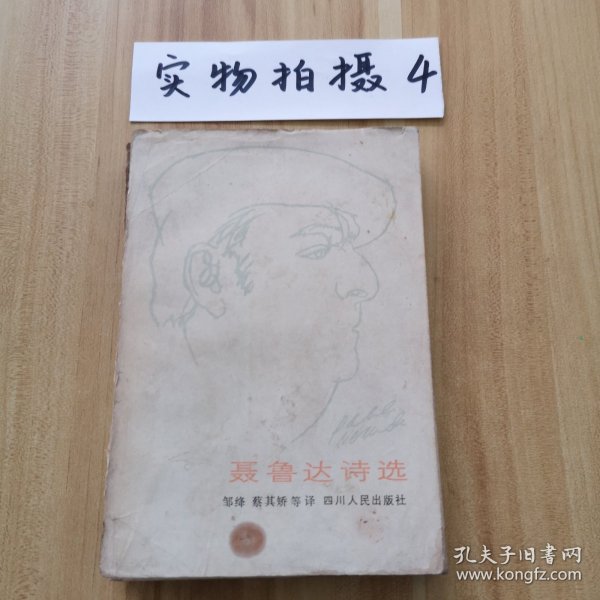 实物拍摄 4
聂鲁达诗选
邹绛 蔡其矫等译 四川人民出版社
孔夫子旧书网
www.kongfz.com